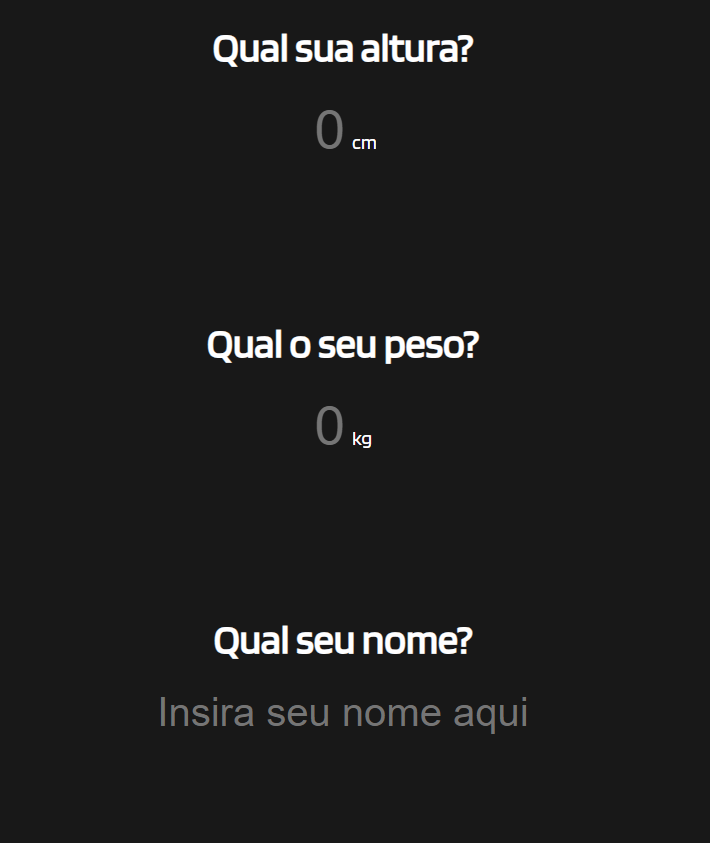 Qual sua altura?
0 cm
Qual o seu peso?
0 kg
Qual seu nome?
Insira seu nome aqui